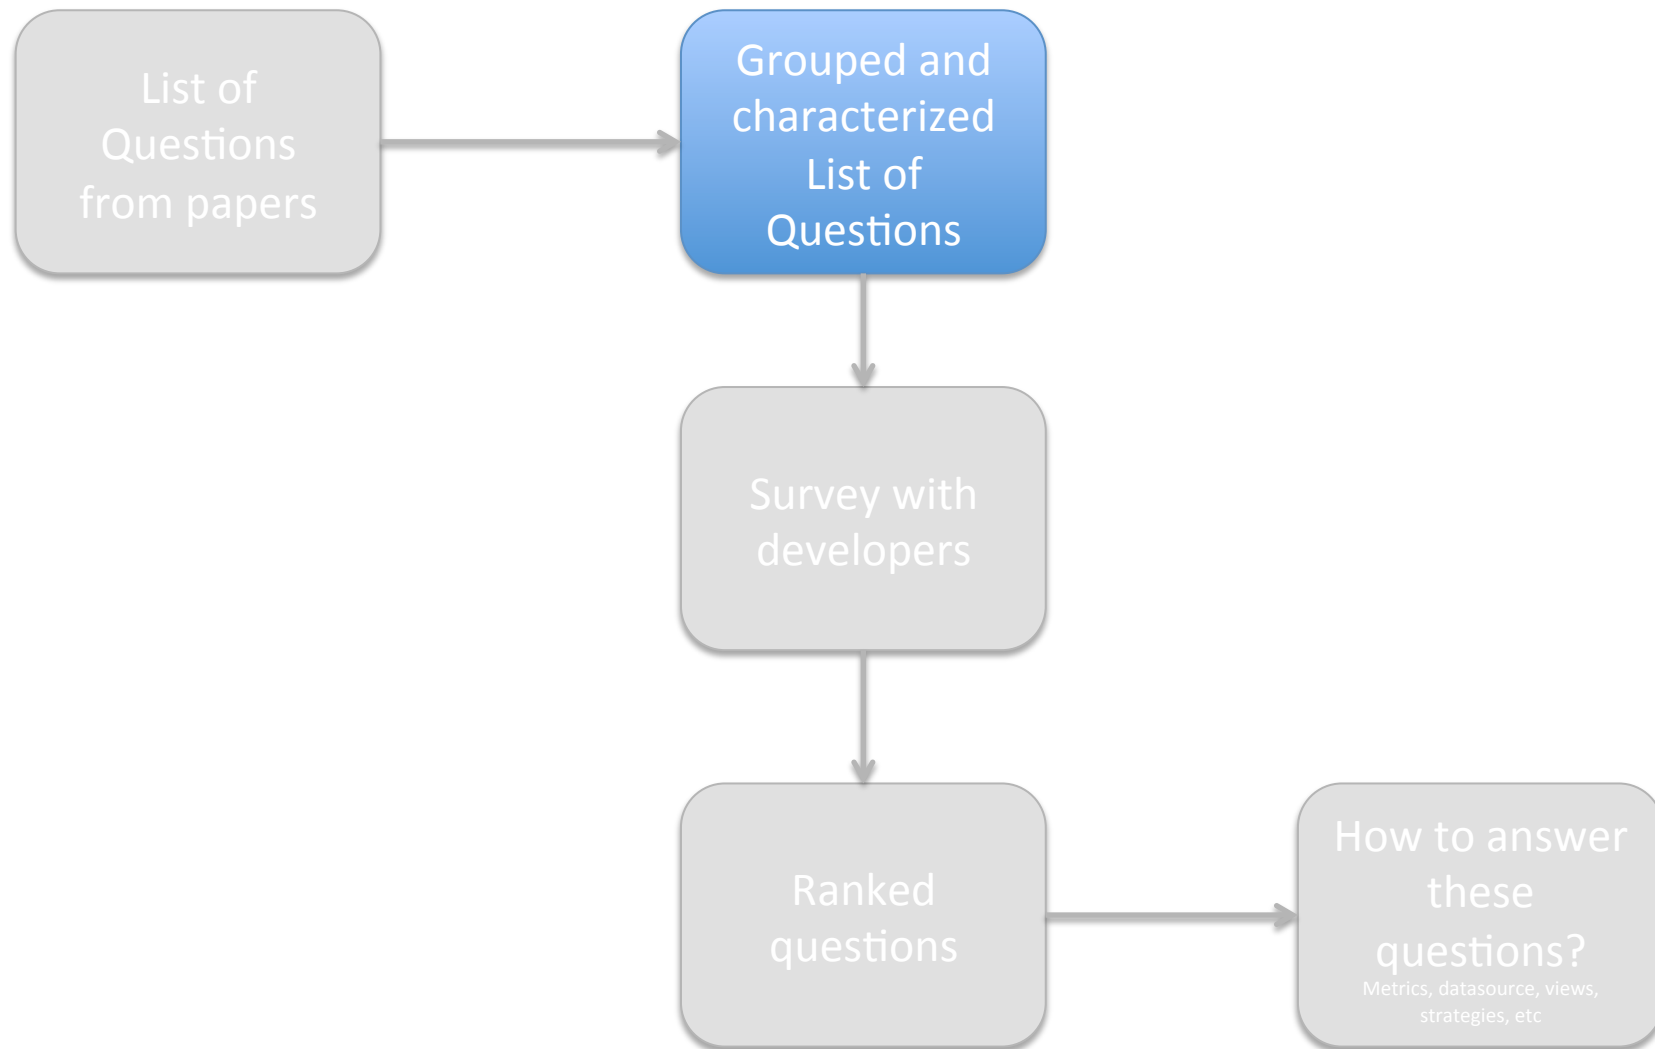 List of
Questions
from papers
Grouped and
characterized
List of
Questions
Survey with
developers
Ranked
questions
How to answer
these
questions?
Metrics, datasource, views,
strategies, etc